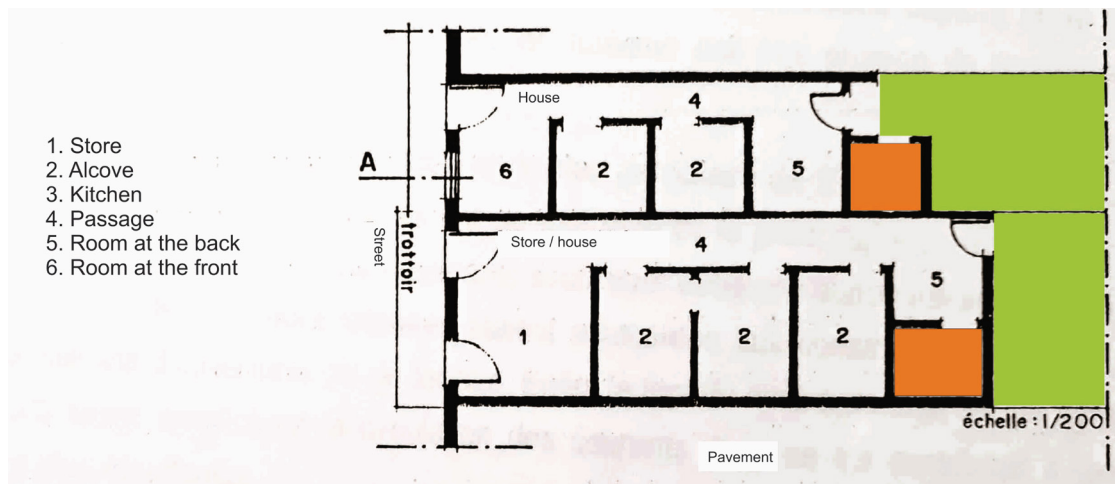 1. Store
2. Alcove
3. Kitchen
4. Passage
5. Room at the back
6. Room at the front
House
4
A
6
2
2
5
Street
trottoir
Store / house
4
5
1
2
2
2
échelle : 1/200
Pavement